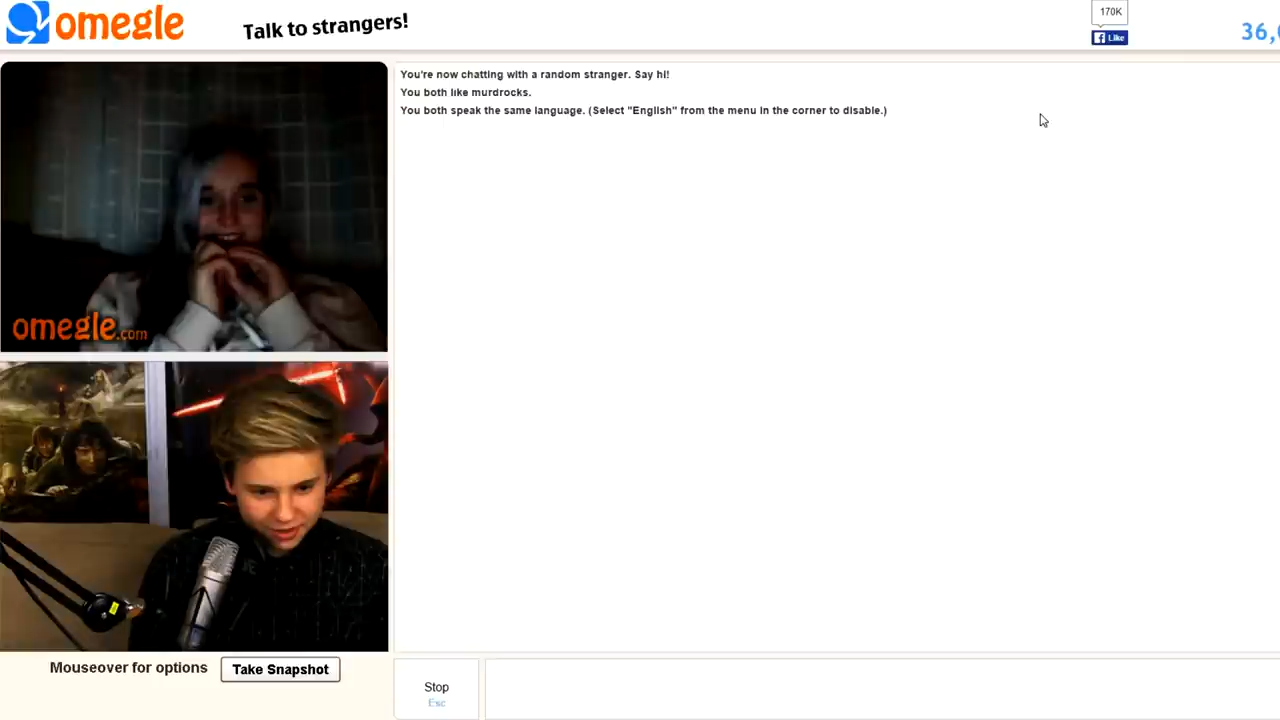 omegle
Talk to strangers!
170K
Like
36,
You're now chatting with a random stranger. Say hi!
You both like murdrocks.
You both speak the same language. (Select "English" from the menu in the corner to disable.)
omegle.com
Mouseover for options
Take Snapshot
Stop
Esc